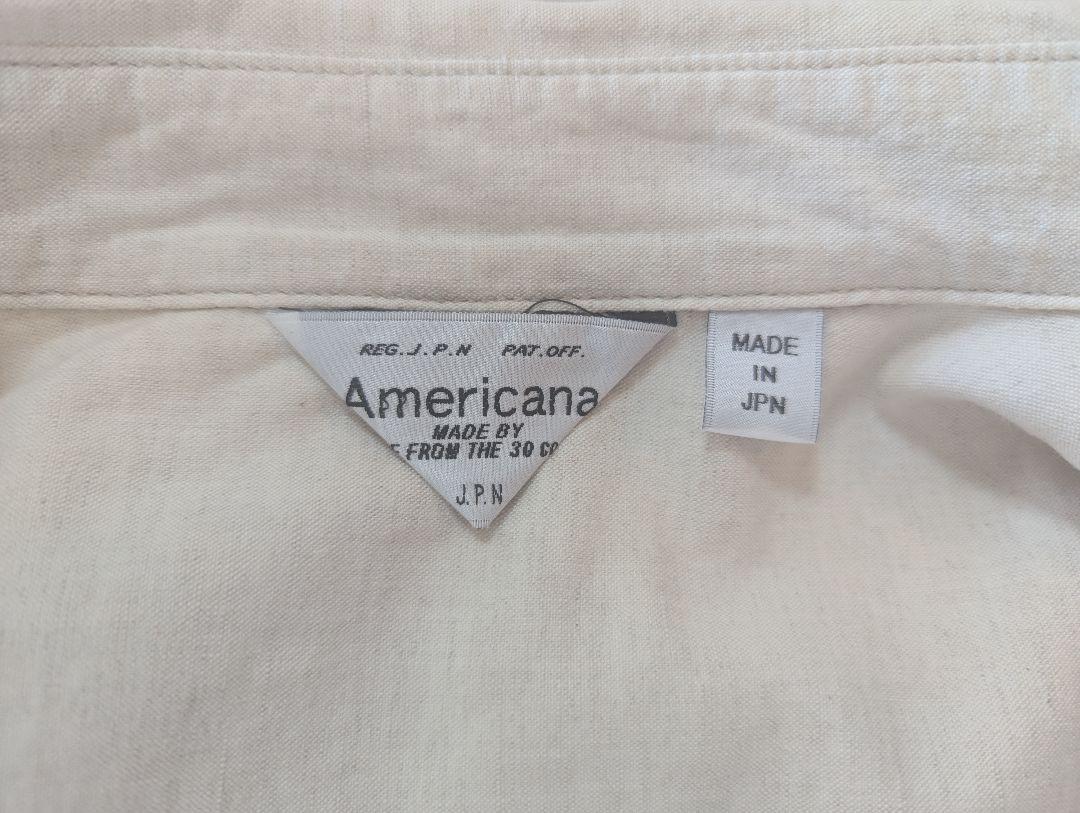 REG.J.P.N PAT.OFF.
Americana
MADE BY
FROM THE 30
J.P.N
MADE
IN
JPN